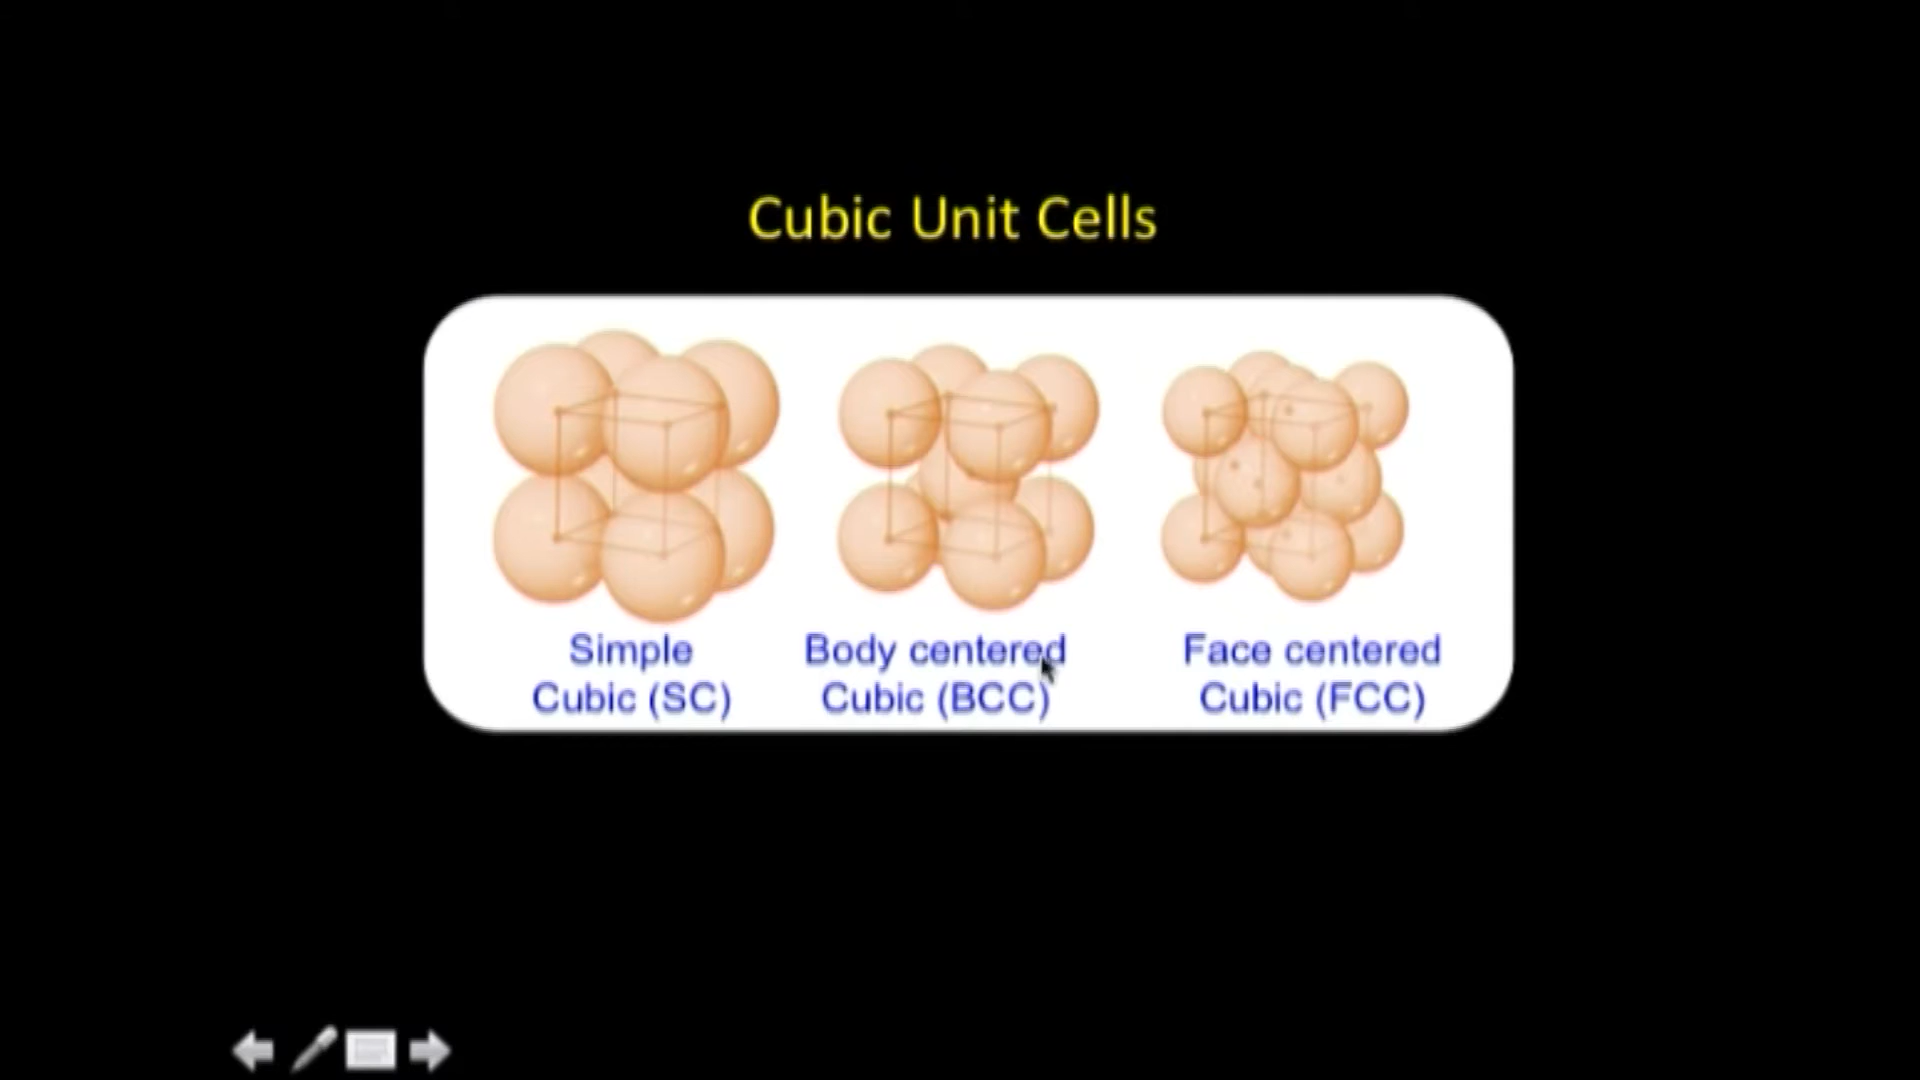 Cubic Unit Cells
Simple
Cubic (SC)
Body centered
Cubic (BCC)
Face centered
Cubic (FCC)